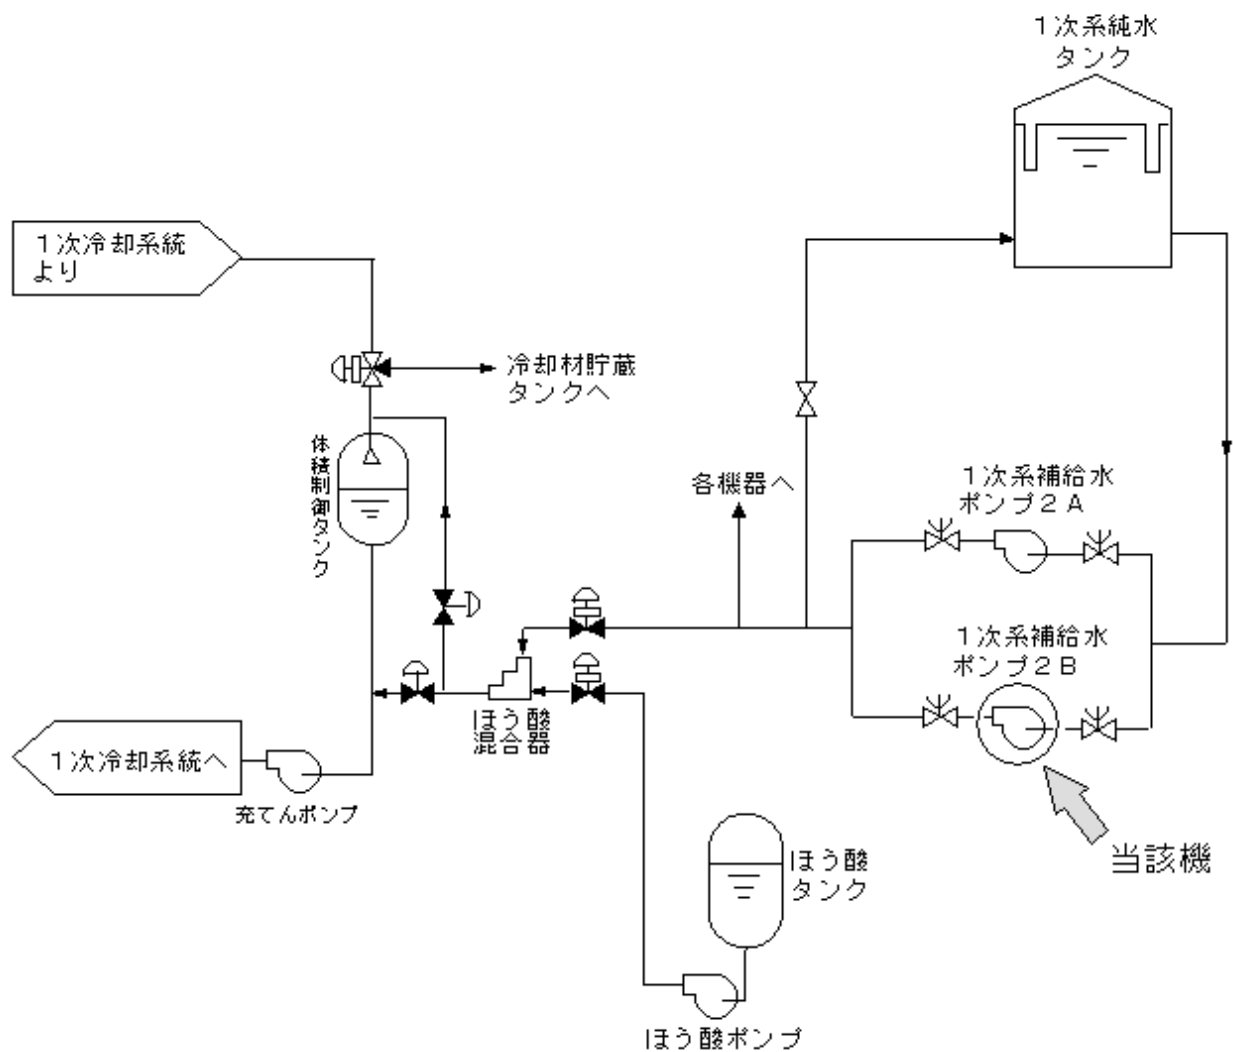 １次系純水
タンク
１次冷却系統
より
冷却材貯蔵
タンクへ
体積制御タンク
各機器へ
１次系補給水
ポンプ２Ａ
１次系補給水
ポンプ２Ｂ
ほう酸
混合器
１次冷却系統へ
充てんポンプ
当該機
ほう酸
タンク
ほう酸ポンプ